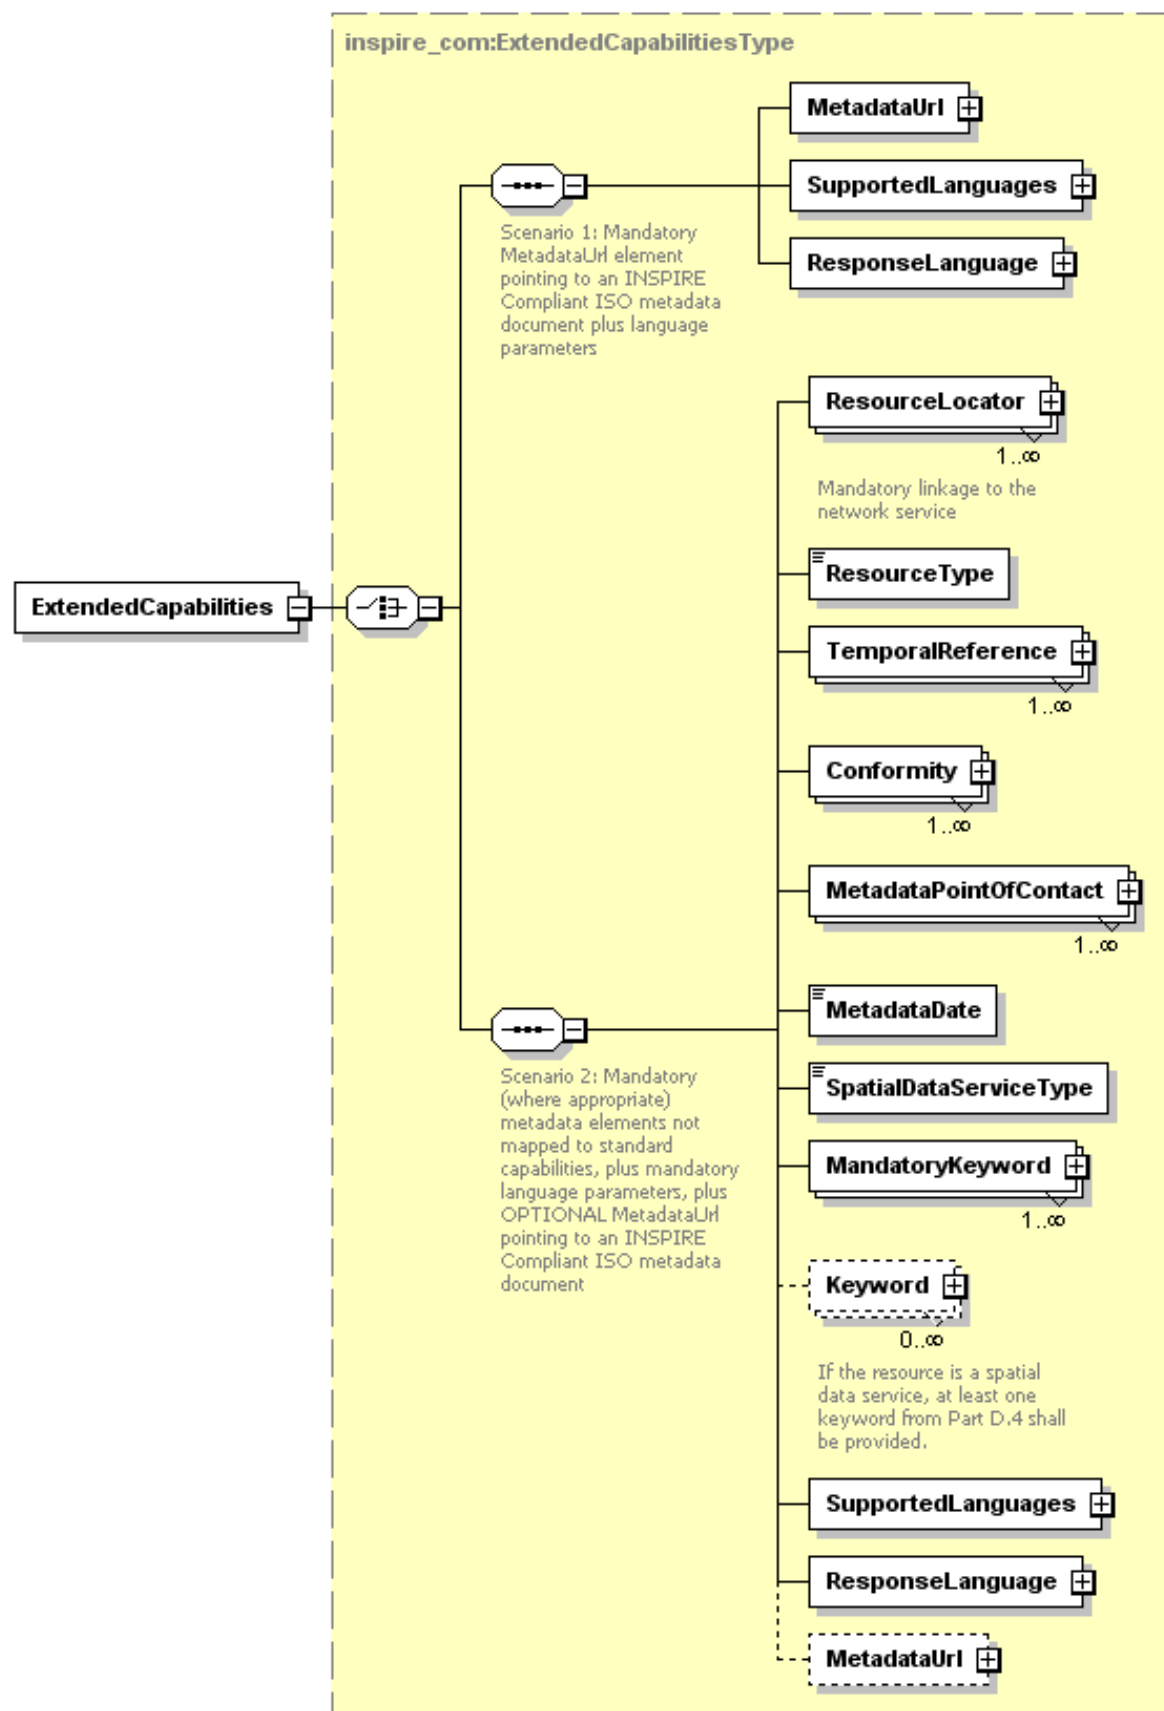 inspire_com:ExtendedCapabilitiesType
MetadataUrl
SupportedLanguages
Scenario 1: Mandatory
MetadataUrl element
pointing to an INSPIRE
Compliant ISO metadata
document plus language
parameters
ResponseLanguage
ResourceLocator
1..∞
Mandatory linkage to the
network service
ResourceType
ExtendedCapabilities
TemporalReference
1..∞
Conformity
1..∞
MetadataPointOfContact
1..∞
MetadataDate
Scenario 2: Mandatory
(where appropriate)
metadata elements not
mapped to standard
capabilities, plus mandatory
language parameters, plus
OPTIONAL MetadataUrl
pointing to an INSPIRE
Compliant ISO metadata
document
SpatialDataServiceType
MandatoryKeyword
1..∞
Keyword
0..∞
If the resource is a spatial
data service, at least one
keyword from Part D.4 shall
be provided.
SupportedLanguages
ResponseLanguage
MetadataUrl